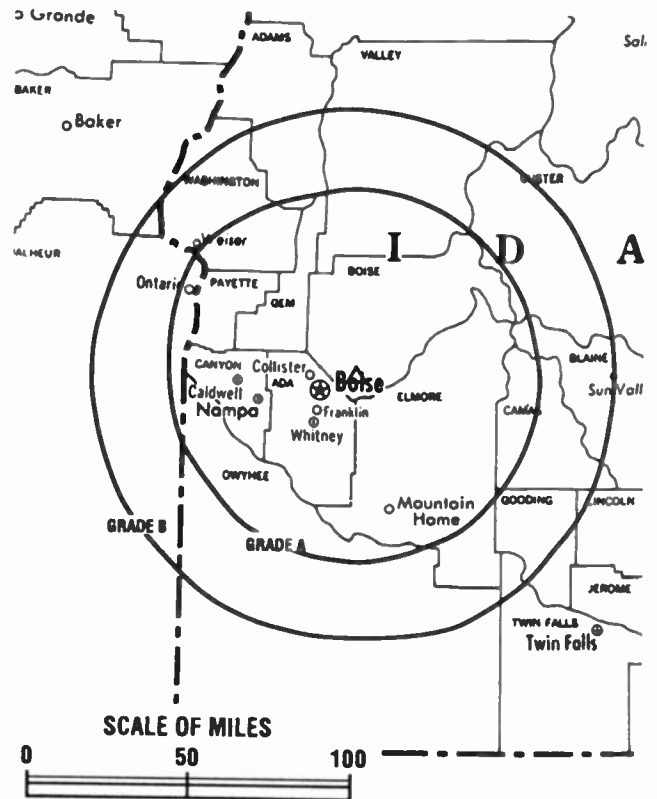 Grande
ADAMS
VALLEY
BAKER
Baker
WASHINGTON
CUSTER
Weiser
I D A
BOISE
Ontario
PAYETTE
GEM
BLAINE
CANYON
Collister
Boise
Caldwell
ADA
ELMORE
Sun Vall
Nampa
Franklin
CAMAS
Whitney
OWYHEE
GOODING
LINCOLN
Mountain
Home
GRADE B
GRADE A
JEROME
TWIN FALLS
Twin Falls
SCALE OF MILES
0 50 100